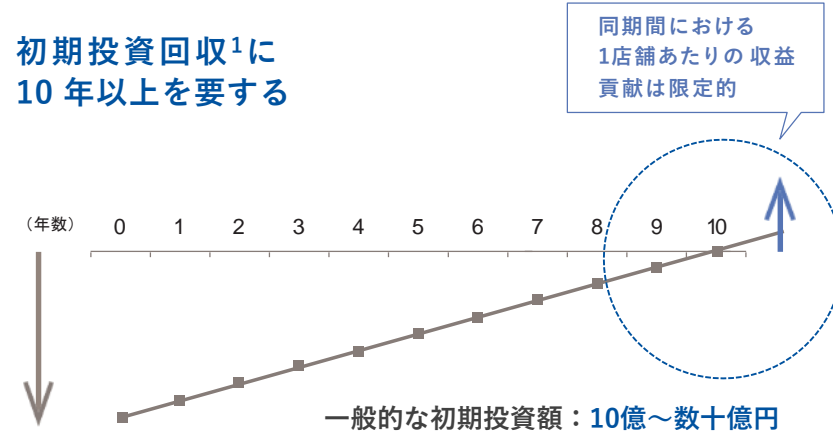 初期投資回収1に
10 年以上を要する
同期間における
1店舗あたりの 収益
貢献は限定的
（年数） 0 1 2 3 4 5 6 7 8 9 10
一般的な初期投資額：10億～数十億円